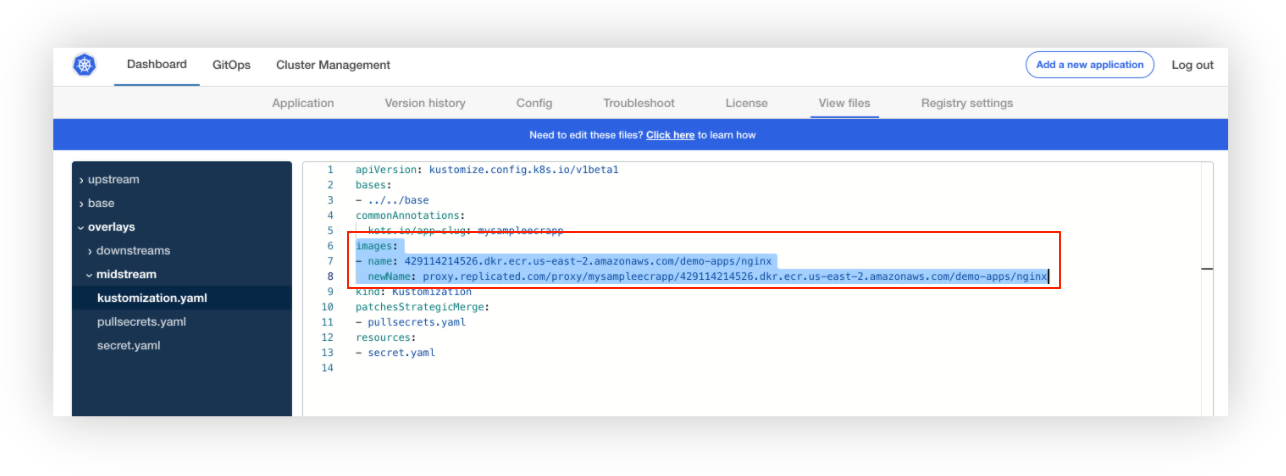 Dashboard GitOps Cluster Management Add a new application Log out
Application Version history Config Troubleshoot License View files Registry settings
Need to edit these files? Click here to learn how
› upstream
› base
⌄ overlays
› downstreams
⌄ midstream
kustomization.yaml
pullsecrets.yaml
secret.yaml
1 apiVersion: kustomize.config.k8s.io/v1beta1
2 bases:
3 - ../../base
4 commonAnnotations:
5 kots.io/app-slug: mysampleecrapp
6 images:
7 - name: 429114214526.dkr.ecr.us-east-2.amazonaws.com/demo-apps/nginx
8 newName: proxy.replicated.com/proxy/mysampleecrapp/429114214526.dkr.ecr.us-east-2.amazonaws.com/demo-apps/nginx
9 kind: Kustomization
10 patchesStrategicMerge:
11 - pullsecrets.yaml
12 resources:
13 - secret.yaml
14